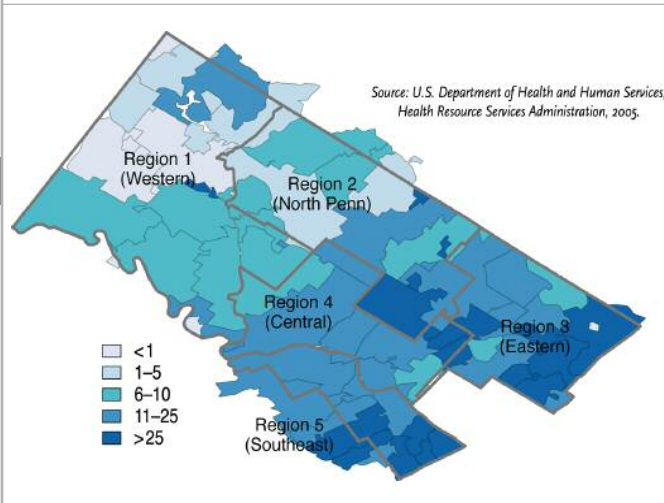 Source: U.S. Department of Health and Human Services,
Health Resource Services Administration, 2005.
Region 1
(Western)
Region 2
(North Penn)
Region 4
(Central)
Region 3
(Eastern)
Region 5
(Southeast)
<1
1–5
6–10
11–25
>25